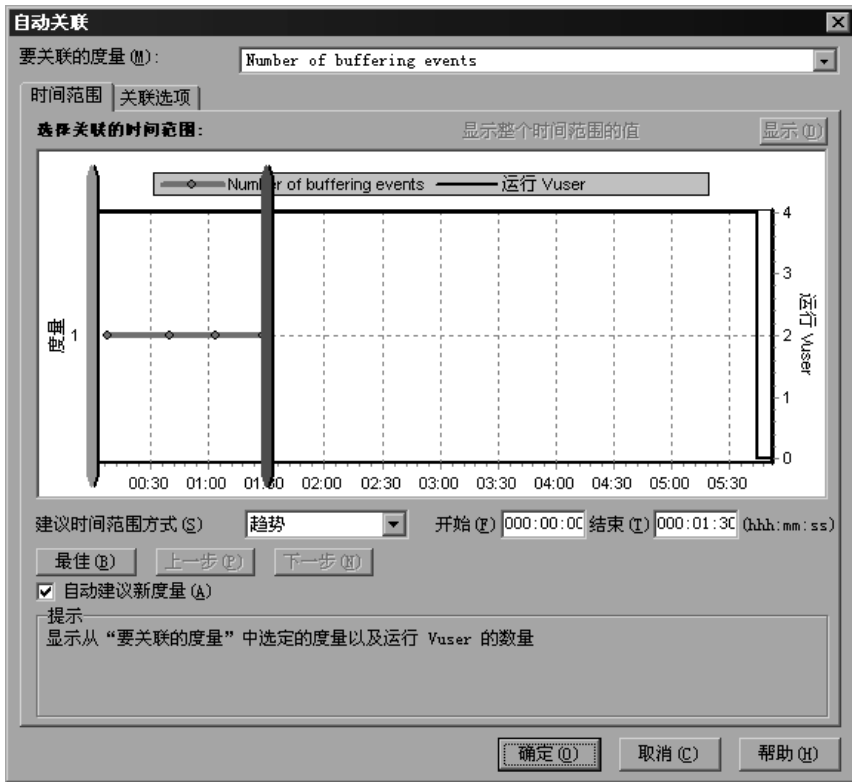 自动关联
要关联的度量(M): Number of buffering events
时间范围 关联选项
选择关联的时间范围: 显示整个时间范围的值 显示(D)
Number of buffering events 运行 Vuser
4
3
度量 1 2 运行 Vuser
1
0
00:30 01:00 01:30 02:00 02:30 03:00 03:30 04:00 04:30 05:00 05:30
建议时间范围方式(S) 趋势 开始(F) 000:00:00 结束(T) 000:01:30 (hhh:mm:ss)
最佳(B) 上一步(P) 下一步(N)
自动建议新度量(A)
提示
显示从“要关联的度量”中选定的度量以及运行 Vuser 的数量
确定(O) 取消(C) 帮助(H)